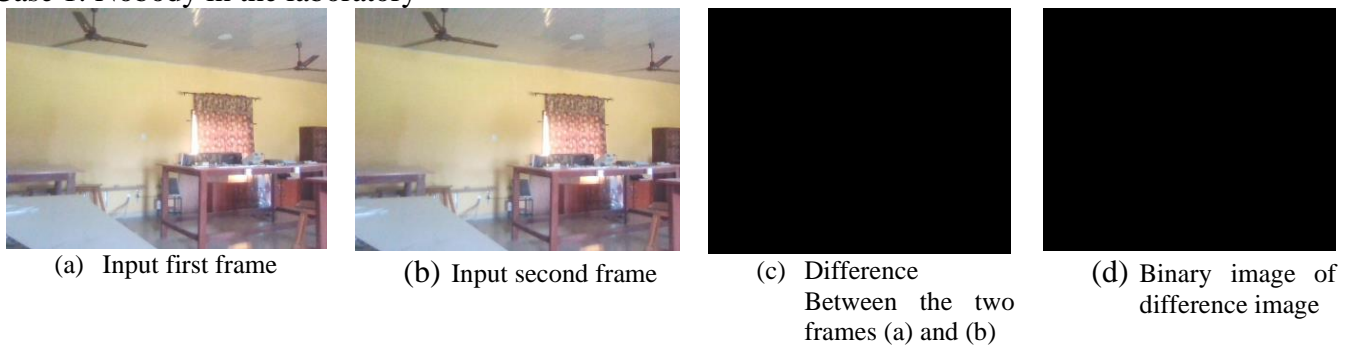 Case 1: Nobody in the laboratory
(a) Input first frame
(b) Input second frame
(c) Difference
Between the two
frames (a) and (b)
(d) Binary image of
difference image